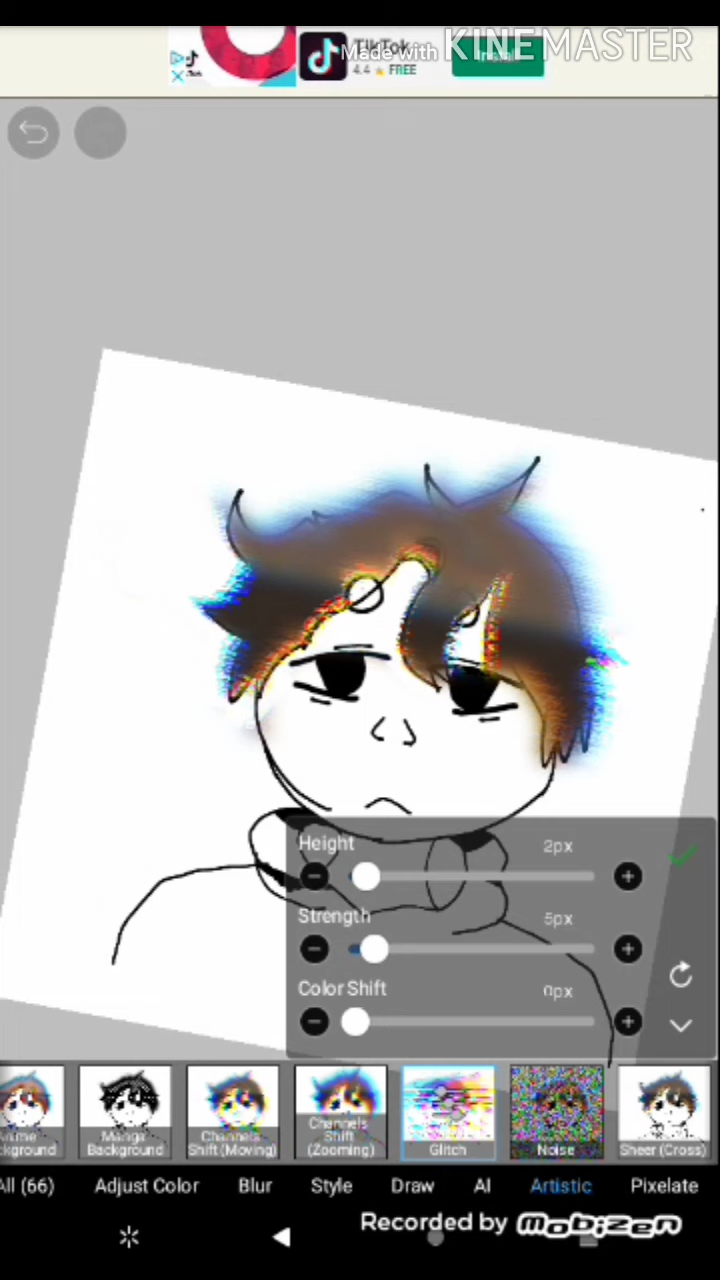 TikTok
Made with KINEMASTER
4.4 ★ FREE
Install
Height
2px
Strength
5px
Color Shift
0px
Manga
Background
Channels
Shift(Moving)
Channels
Shift
(Zooming)
Glitch
Noise
Sheer (Cross)
All (66)
Adjust Color
Blur
Style
Draw
AI
Artistic
Pixelate
Recorded by mobizen